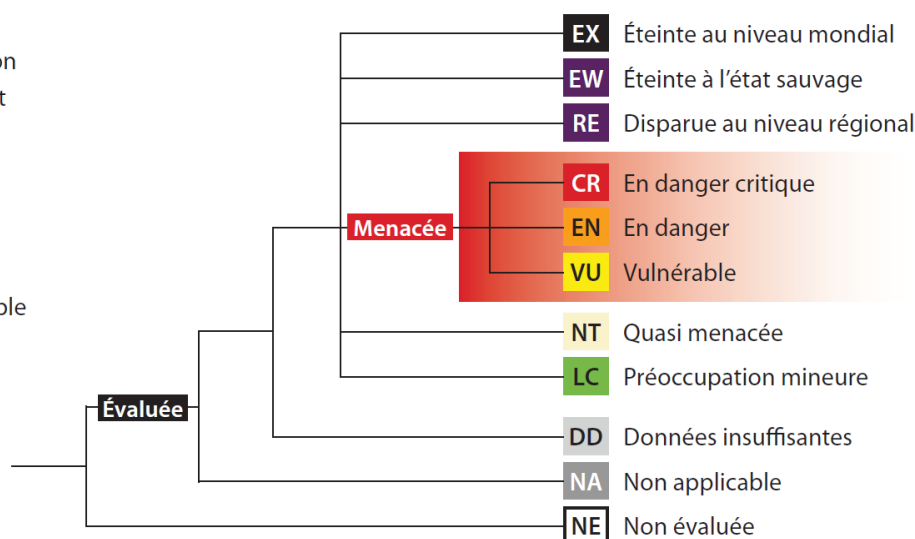 on
t
ble
EX Éteinte au niveau mondial
EW Éteinte à l'état sauvage
RE Disparue au niveau régional
CR En danger critique
Menacée
EN En danger
VU Vulnérable
NT Quasi menacée
LC Préoccupation mineure
Évaluée
DD Données insuffisantes
NA Non applicable
NE Non évaluée